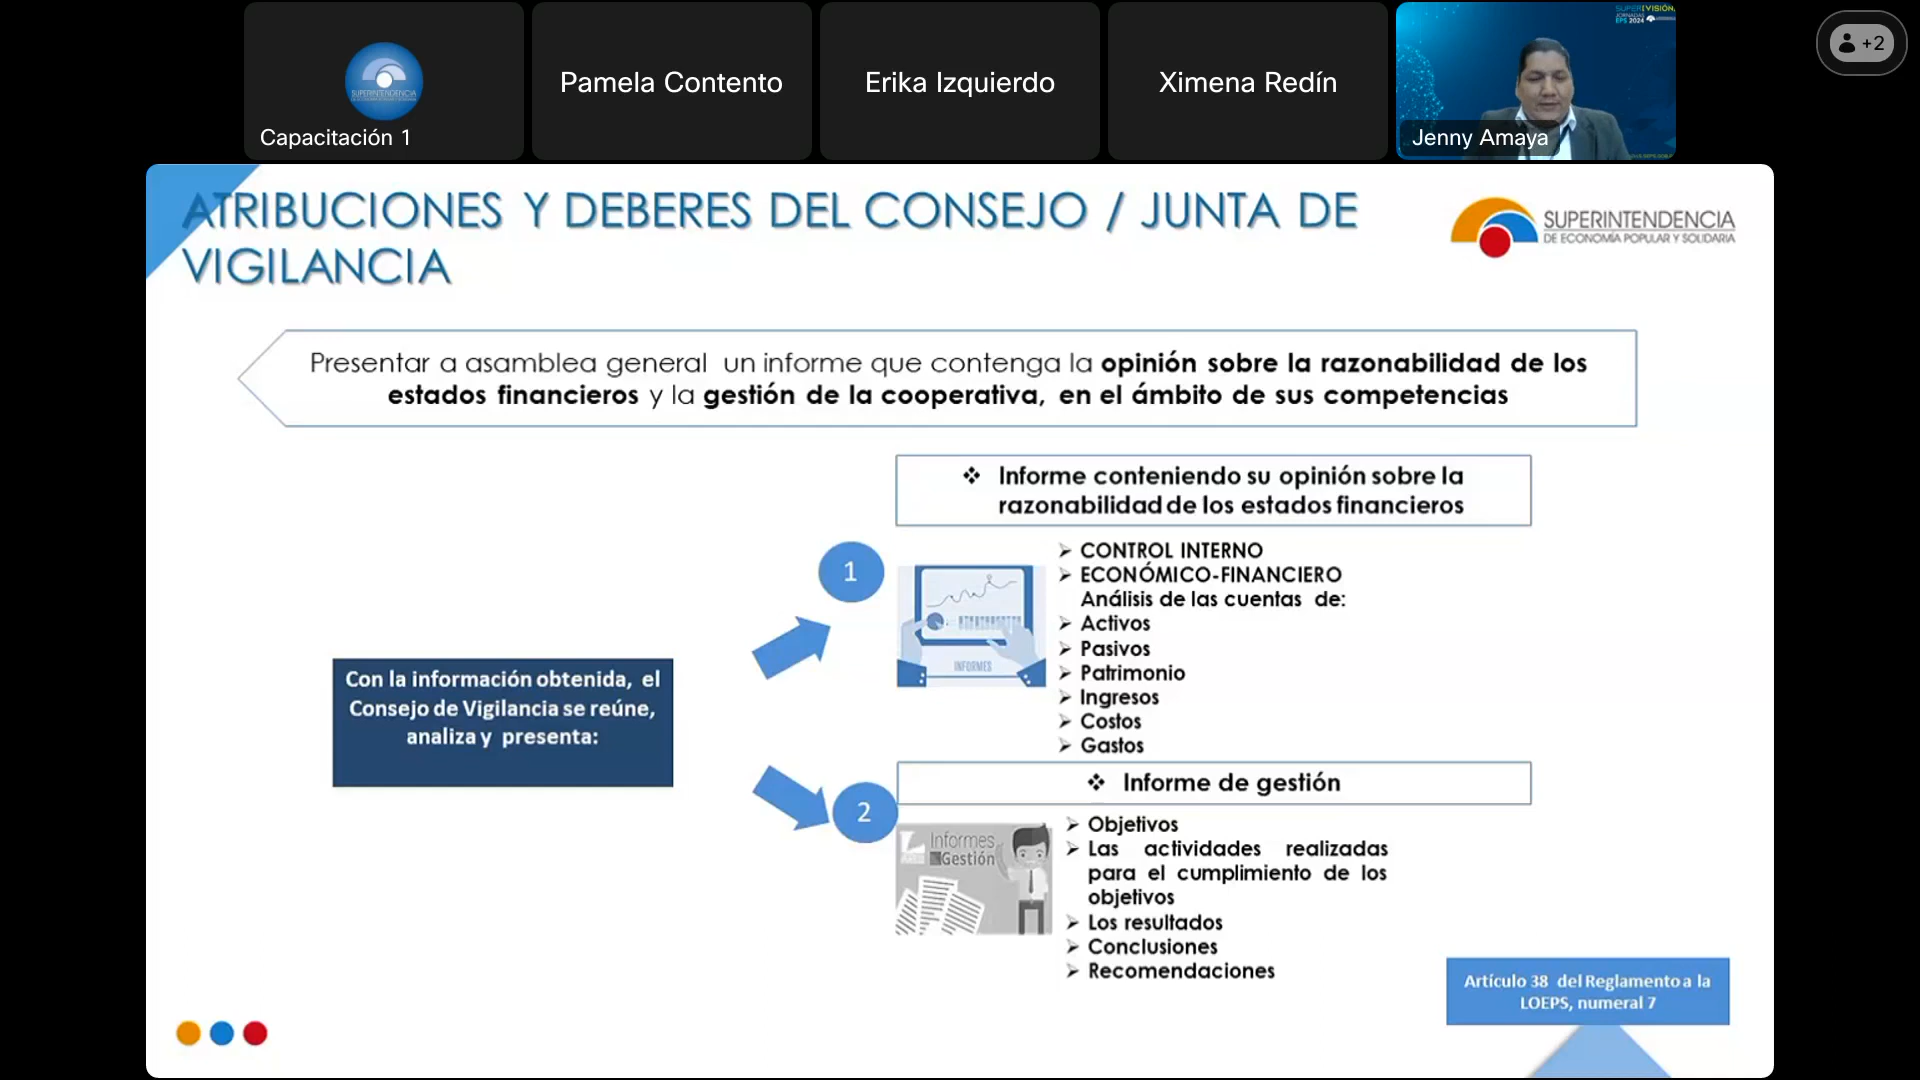 Capacitación 1
Pamela Contento
Erika Izquierdo
Ximena Redín
Jenny Amaya
+2
ATRIBUCIONES Y DEBERES DEL CONSEJO / JUNTA DE
VIGILANCIA
SUPERINTENDENCIA
DE ECONOMÍA POPULAR Y SOLIDARIA
Presentar a asamblea general un informe que contenga la opinión sobre la razonabilidad de los
estados financieros y la gestión de la cooperativa, en el ámbito de sus competencias
Con la información obtenida, el
Consejo de Vigilancia se reúne,
analiza y presenta:
1
❖ Informe conteniendo su opinión sobre la
razonabilidad de los estados financieros
INFORMES
➢ CONTROL INTERNO
➢ ECONÓMICO-FINANCIERO
Análisis de las cuentas de:
➢ Activos
➢ Pasivos
➢ Patrimonio
➢ Ingresos
➢ Costos
➢ Gastos
2
❖ Informe de gestión
Informes
Gestión
➢ Objetivos
➢ Las actividades realizadas
para el cumplimiento de los
objetivos
➢ Los resultados
➢ Conclusiones
➢ Recomendaciones
Artículo 38 del Reglamento a la
LOEPS, numeral 7